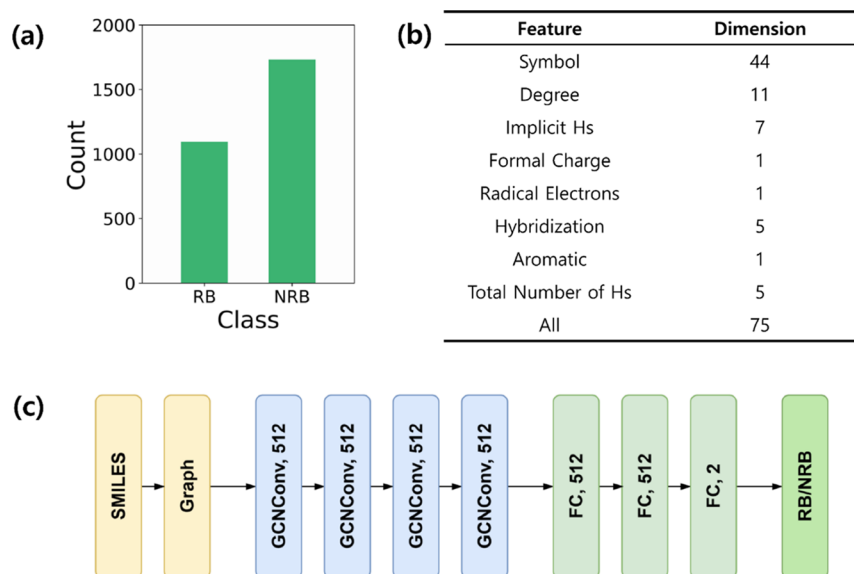 (a)
2000
1500
1000
500
0
Count
RB NRB
Class
(b)
Feature Dimension
Symbol 44
Degree 11
Implicit Hs 7
Formal Charge 1
Radical Electrons 1
Hybridization 5
Aromatic 1
Total Number of Hs 5
All 75
(c)
SMILES
Graph
GCNConv, 512
GCNConv, 512
GCNConv, 512
GCNConv, 512
FC, 512
FC, 512
FC, 2
RB/NRB